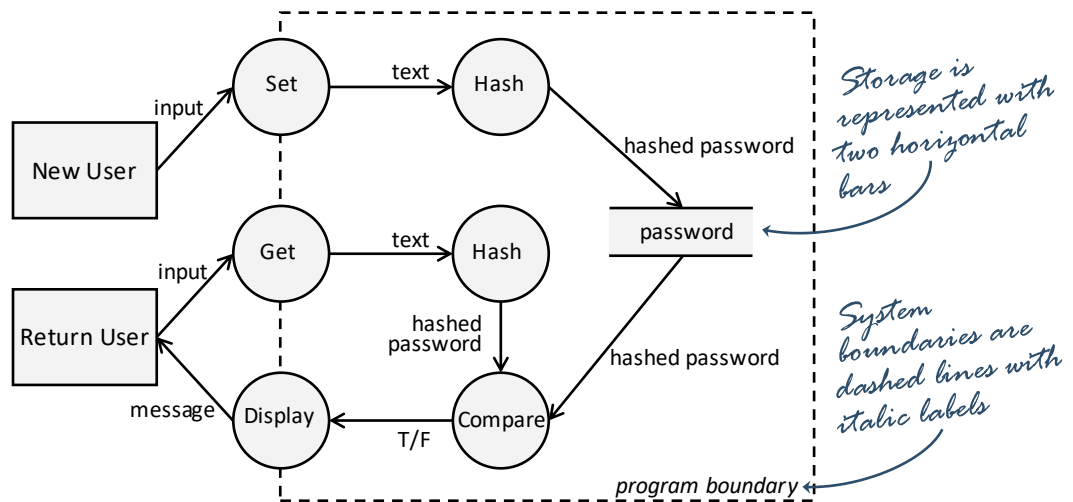 Set
text
Hash
input
New User
hashed password
Storage is
represented with
two horizontal
bars
password
Get
text
Hash
input
Return User
hashed
password
hashed password
message
Display
T/F
Compare
System
boundaries are
dashed lines with
italic labels
program boundary